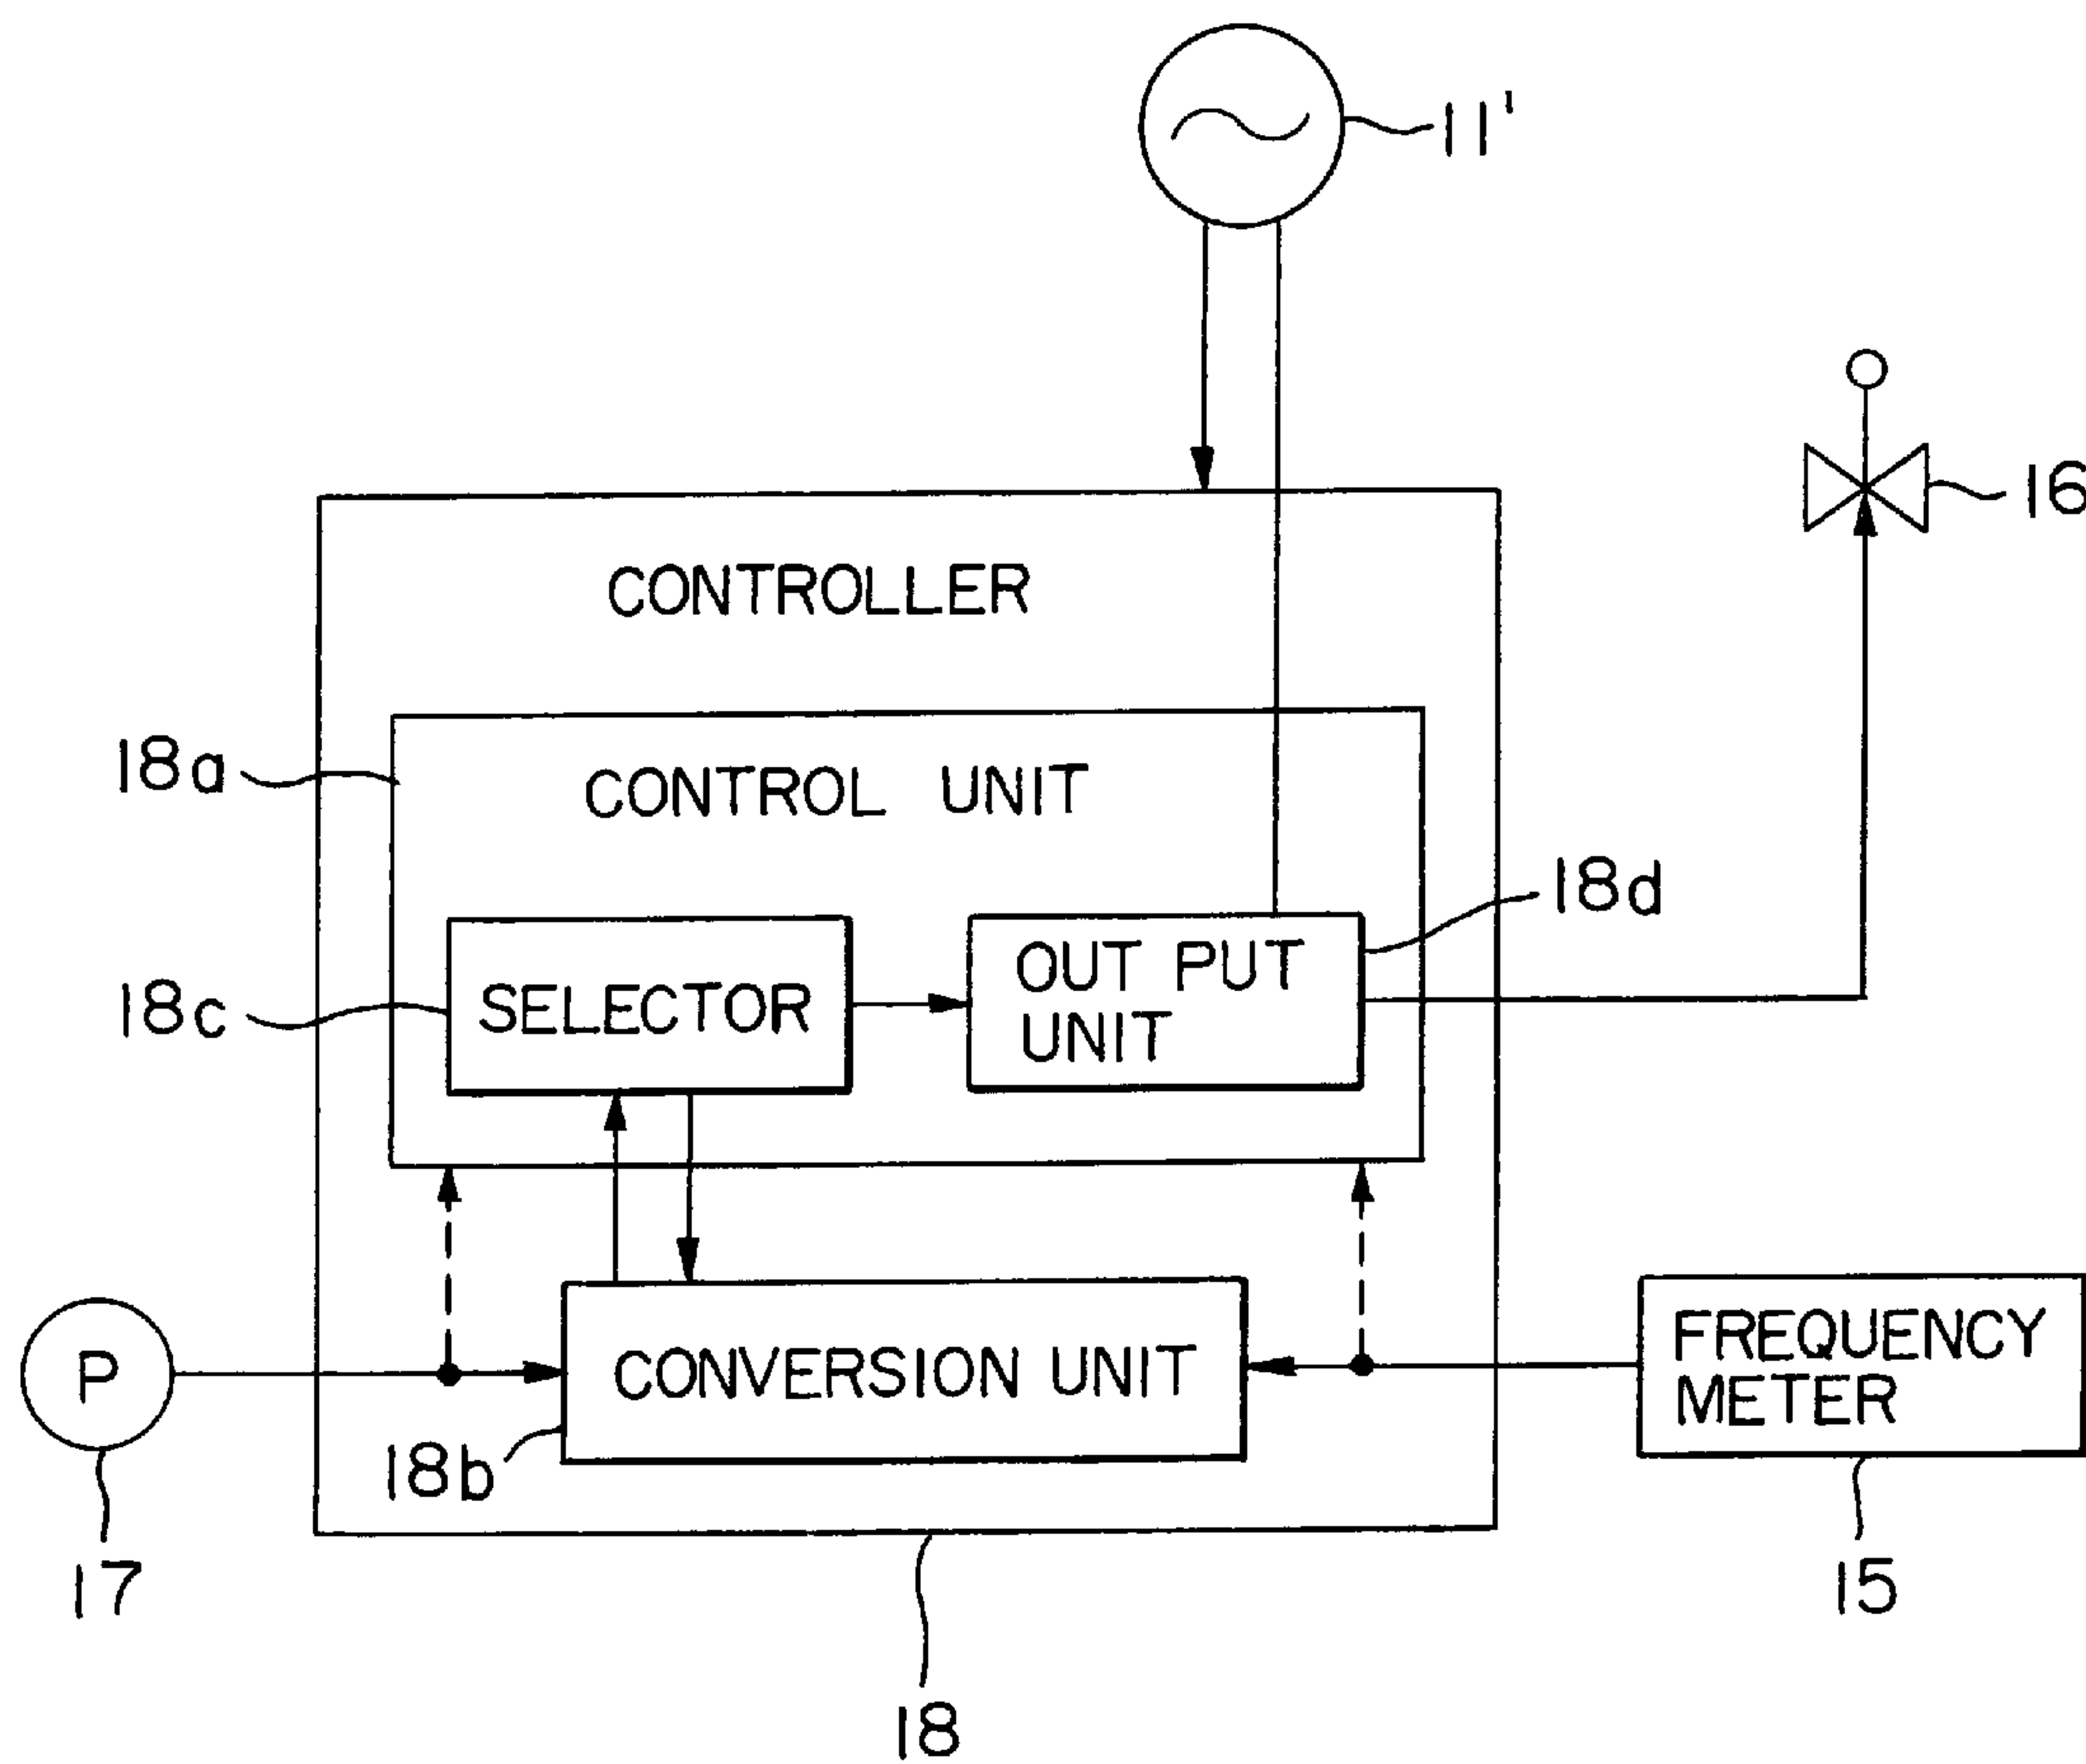 11'
16
CONTROLLER
18a
CONTROL UNIT
18d
18c
SELECTOR
OUT PUT
UNIT
P
CONVERSION UNIT
FREQUENCY
METER
18b
17
15
18